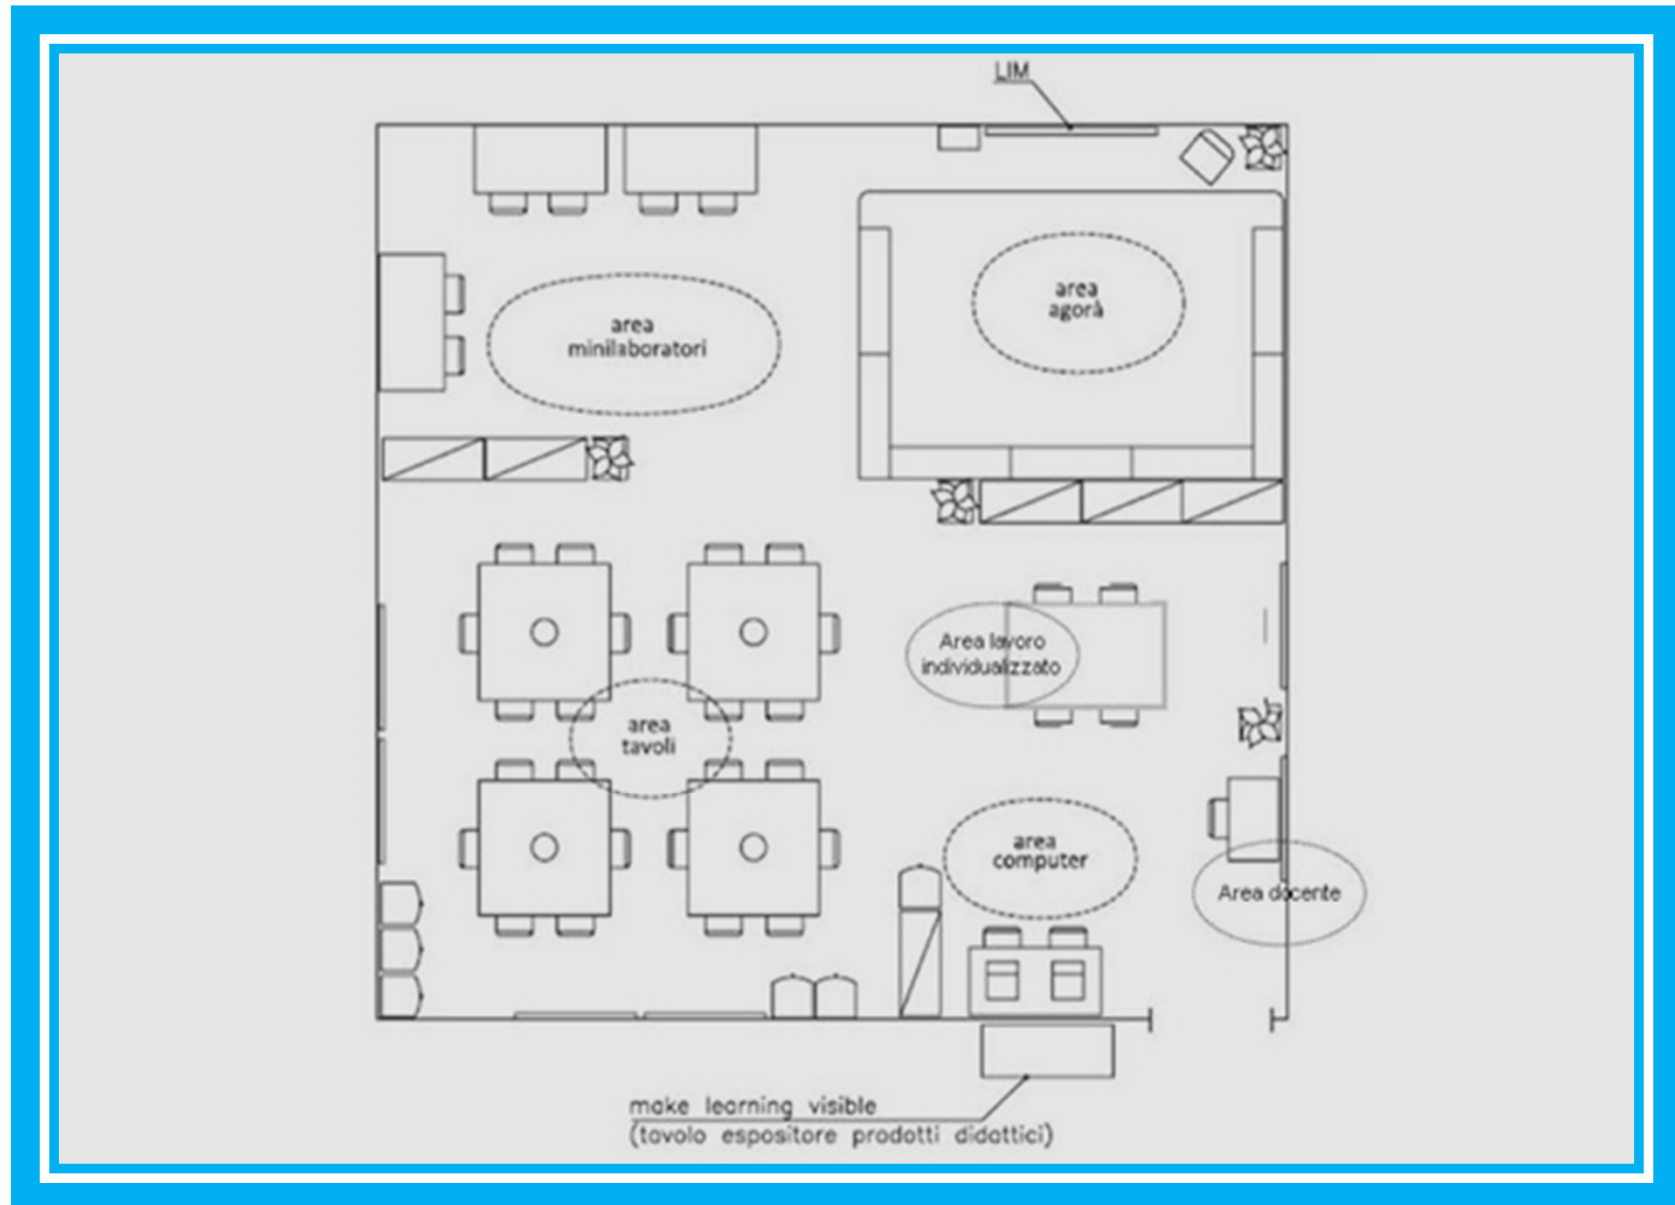 LIM
area
agorà
area
minilaboratori
Area lavoro
individualizzato
area
tavoli
area
computer
Area docente
make learning visible
(tavolo espositore prodotti didattici)